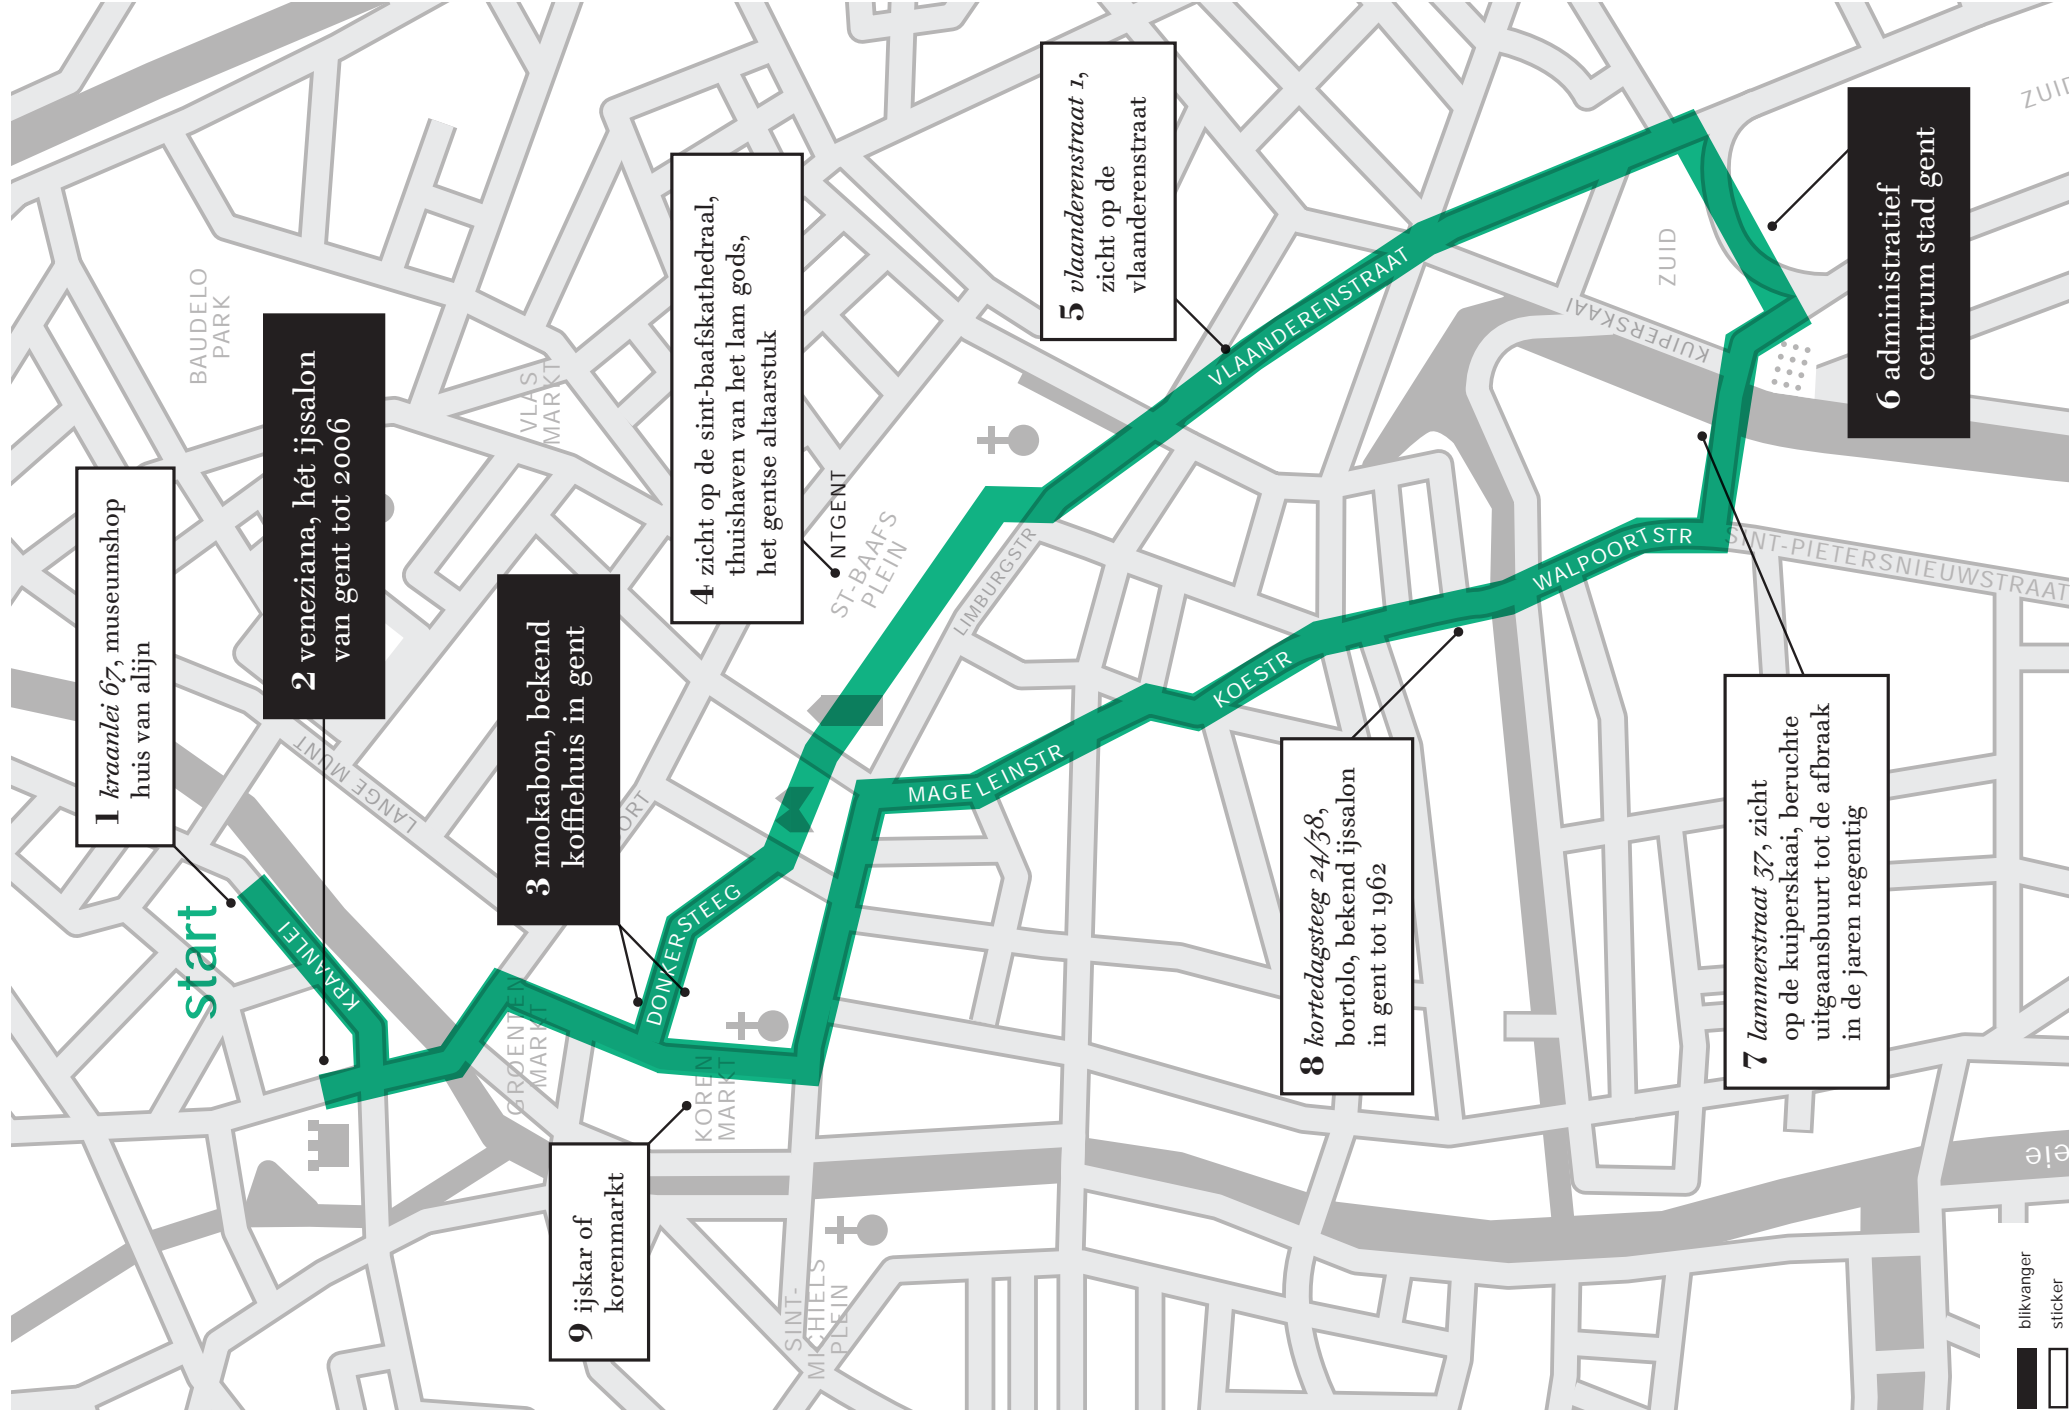 start
1 kraanlei 67, museumshop
huis van alijn
2 veneziana, hét ijssalon
van gent tot 2006
3 mokabon, bekend
koffiehuis in gent
4 zicht op de sint-baafskathedraal,
thuishaven van het lam gods,
het gentse altaarstuk
5 vlaanderenstraat 1,
zicht op de
vlaanderenstraat
6 administratief
centrum stad gent
7 lammerstraat 37, zicht
op de kuiperskaai, beruchte
uitgaansbuurt tot de afbraak
in de jaren negentig
8 kortedagsteeg 24/38,
bortolo, bekend ijssalon
in gent tot 1962
9 ijskar of
korenmarkt
BAUDELO
PARK
VLAS
MARKT
NTGENT
ST-BAAFS
PLEIN
LIMBURGSTR
LANGE MUNT
ORT
KRAANLEI
GROENTEN
MARKT
DONKERSTEEG
KOREN
MARKT
SINT-
MICHIELS
PLEIN
MAGELEINSTR
KOESTR
WALPOORTSTR
VLAANDERENSTRAAT
KUIPERSKAAI
ZUID
ZUID
SINT-PIETERSNIEUWSTRAAT
eie
blikvanger
sticker